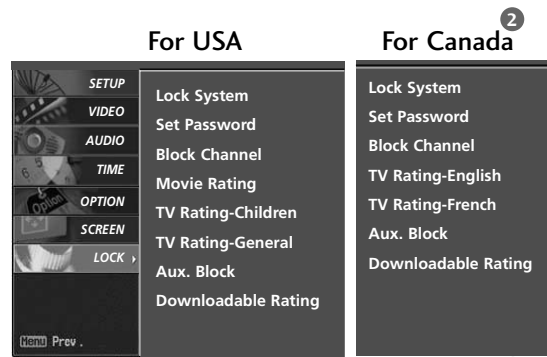 2
For USA
For Canada
SETUP
VIDEO
AUDIO
TIME
OPTION
SCREEN
LOCK
Menu Prev.
Lock System
Set Password
Block Channel
Movie Rating
TV Rating-Children
TV Rating-General
Aux. Block
Downloadable Rating
Lock System
Set Password
Block Channel
TV Rating-English
TV Rating-French
Aux. Block
Downloadable Rating